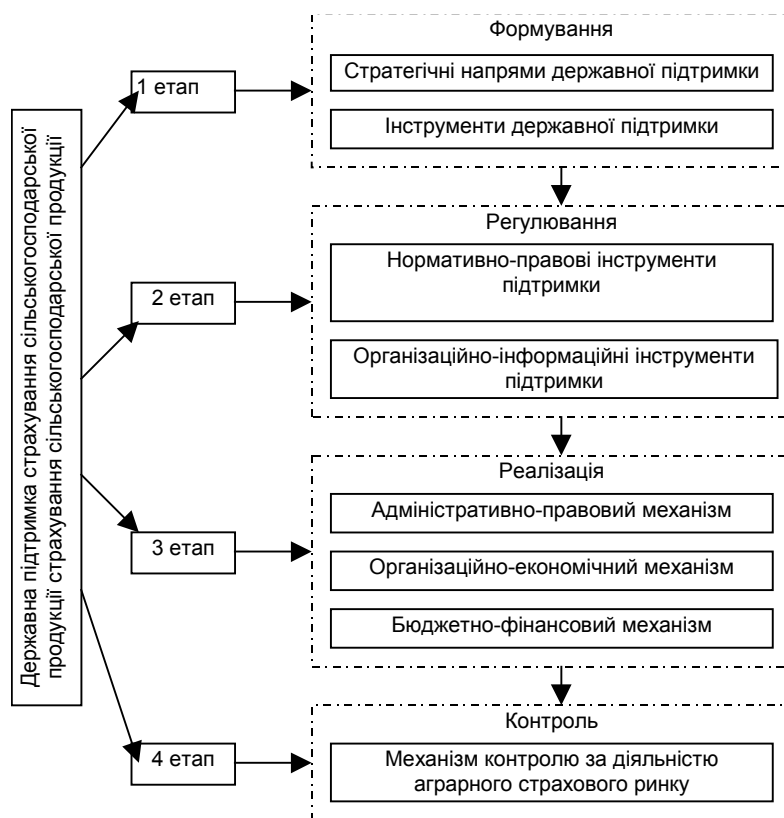 Державна підтримка страхування сільськогосподарської
продукції страхування сільськогосподарської продукції
1 етап
Формування
Стратегічні напрями державної підтримки
Інструменти державної підтримки
2 етап
Регулювання
Нормативно-правові інструменти
підтримки
Організаційно-інформаційні інструменти
підтримки
3 етап
Реалізація
Адміністративно-правовий механізм
Організаційно-економічний механізм
Бюджетно-фінансовий механізм
4 етап
Контроль
Механізм контролю за діяльністю
аграрного страхового ринку